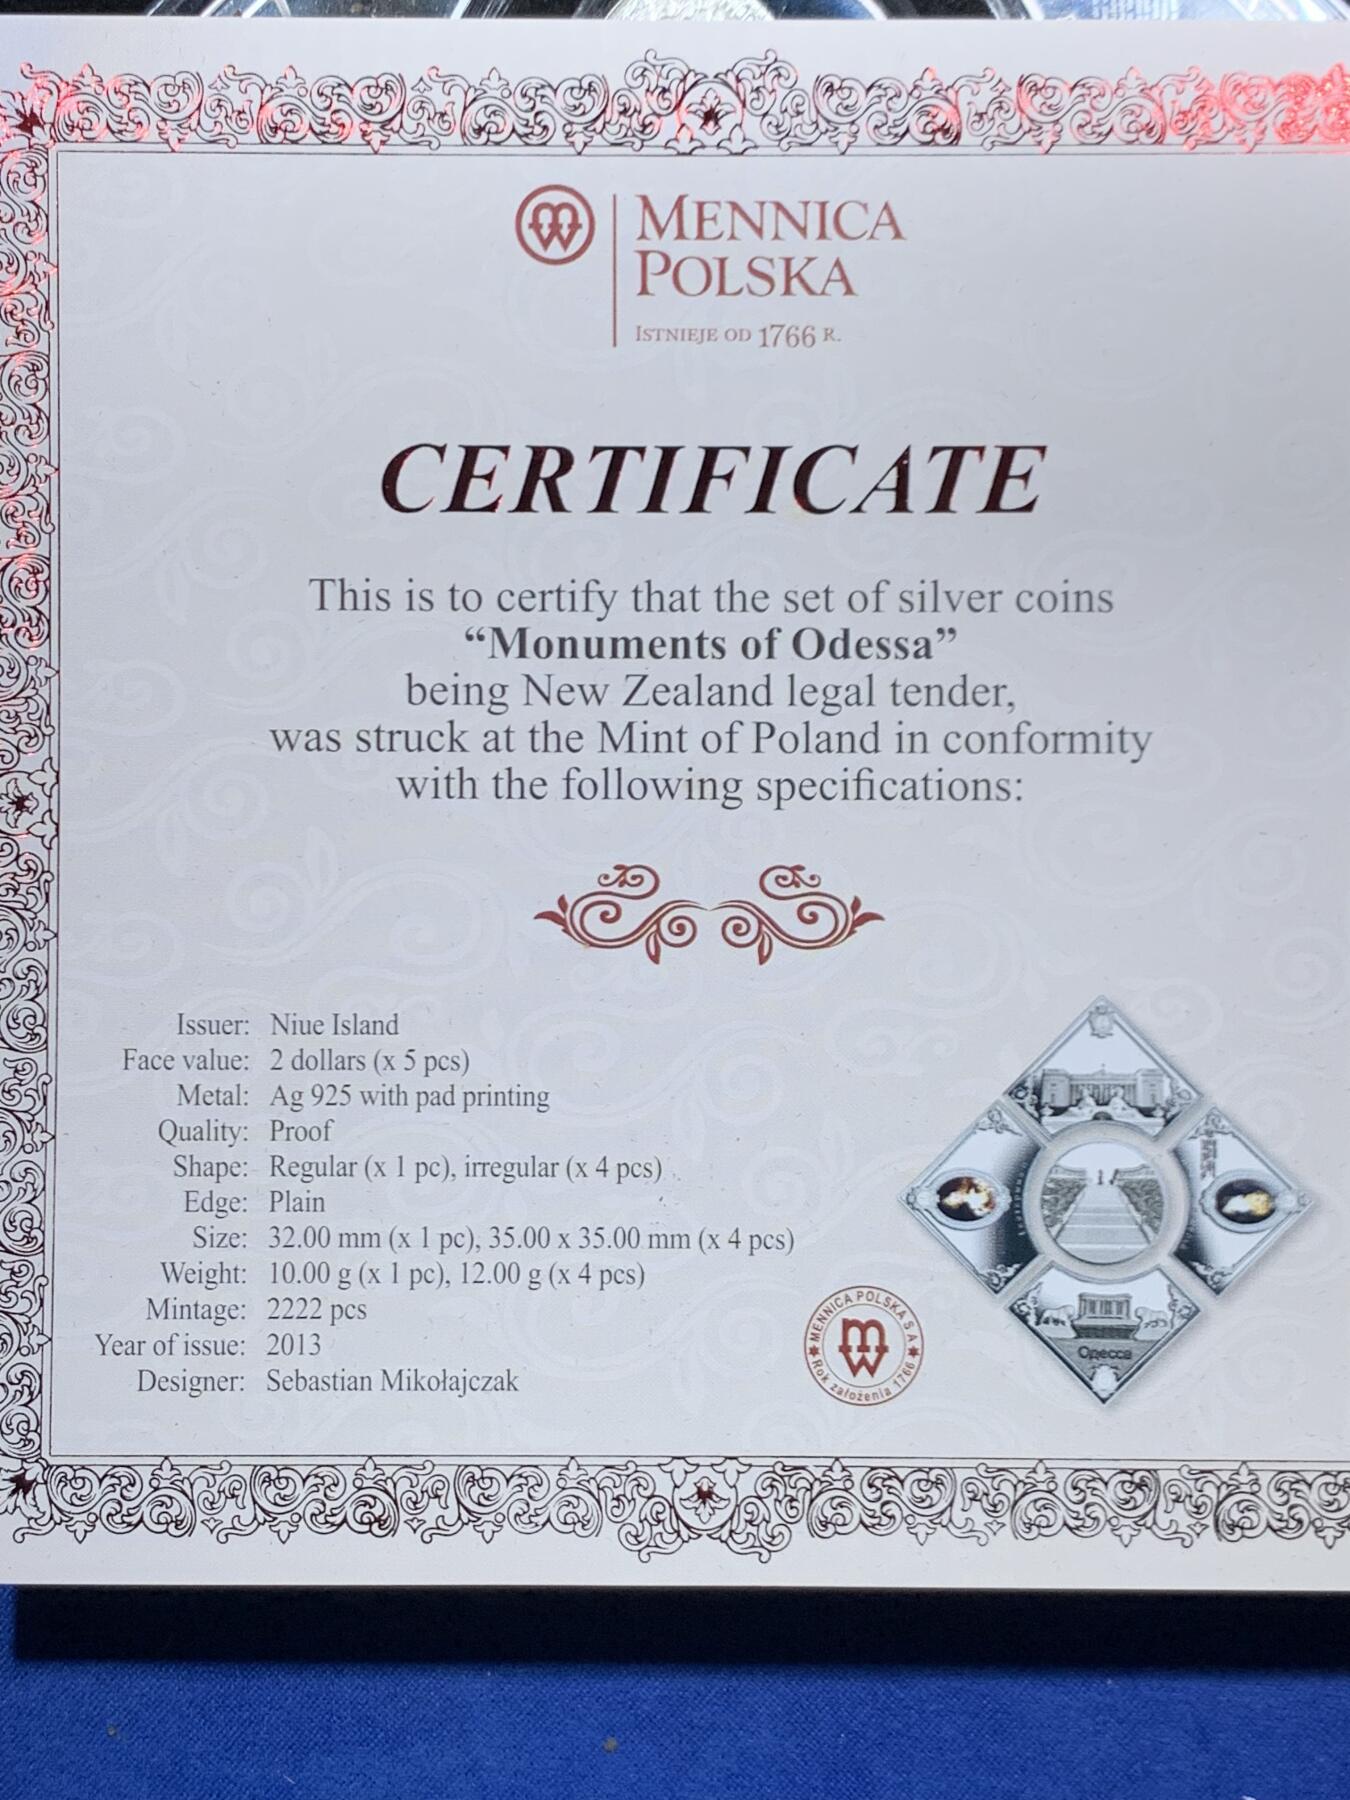 MENNICA
POLSKA
ISTNIEJE OD 1766 R.
CERTIFICATE
This is to certify that the set of silver coins
“Monuments of Odessa”
being New Zealand legal tender,
was struck at the Mint of Poland in conformity
with the following specifications:
Issuer: Niue Island
Face value: 2 dollars (x 5 pcs)
Metal: Ag 925 with pad printing
Quality: Proof
Shape: Regular (x 1 pc), irregular (x 4 pcs)
Edge: Plain
Size: 32.00 mm (x 1 pc), 35.00 x 35.00 mm (x 4 pcs)
Weight: 10.00 g (x 1 pc), 12.00 g (x 4 pcs)
Mintage: 2222 pcs
Year of issue: 2013
Designer: Sebastian Mikołajczak
MENNICA POLSKA S.A.
Rok założenia 1766
Одесса